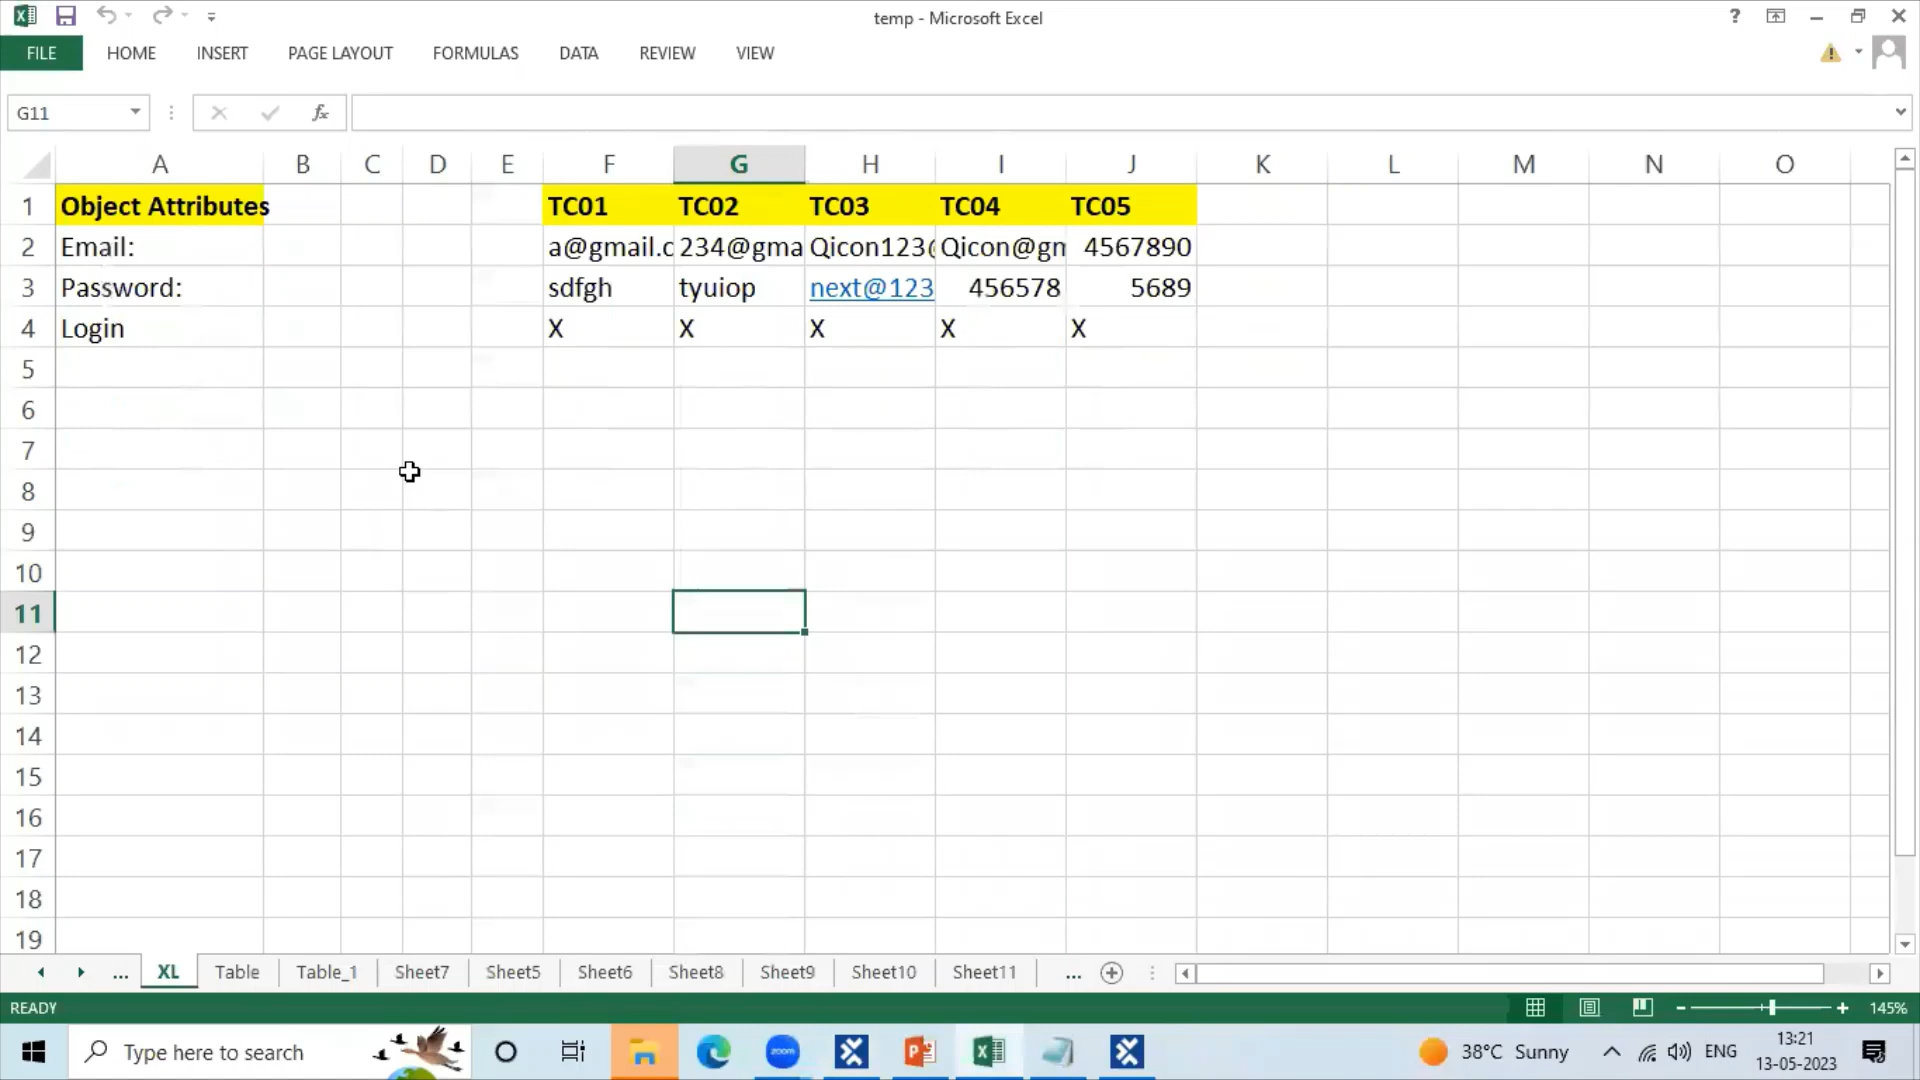 temp - Microsoft Excel
FILE HOME INSERT PAGE LAYOUT FORMULAS DATA REVIEW VIEW
G11
A B C D E F G H I J K L M N O
1 Object Attributes TC01 TC02 TC03 TC04 TC05
2 Email: a@gmail.c 234@gma Qicon123@ Qicon@gm 4567890
3 Password: sdfgh tyuiop next@123 456578 5689
4 Login X X X X X
5
6
7
8
9
10
11
12
13
14
15
16
17
18
19
... XL Table Table_1 Sheet7 Sheet5 Sheet6 Sheet8 Sheet9 Sheet10 Sheet11 ...
READY 145%
Type here to search zoom 38°C Sunny ENG 13:21
13-05-2023